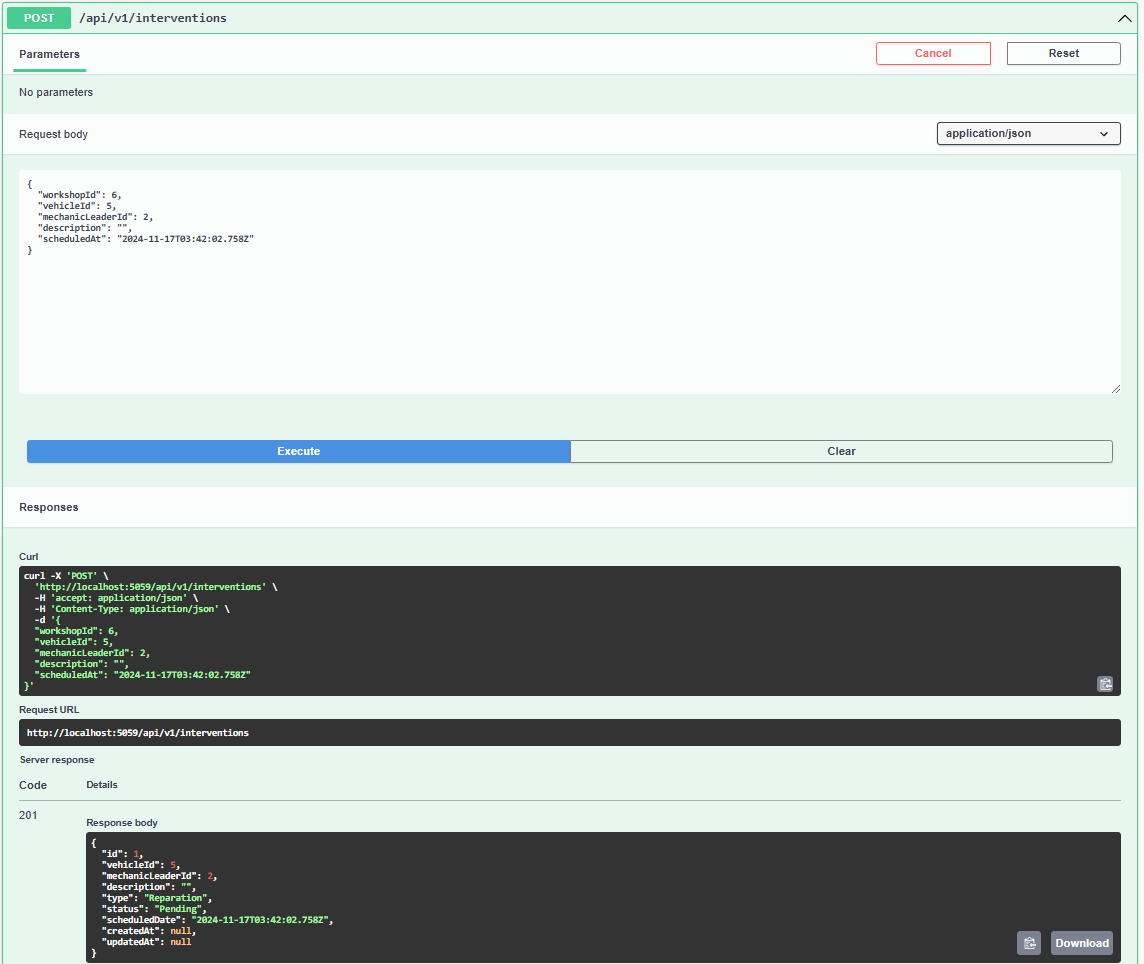 POST /api/v1/interventions
Parameters Cancel Reset
No parameters
Request body application/json
{
  "workshopId": 6,
  "vehicleId": 5,
  "mechanicLeaderId": 2,
  "description": "",
  "scheduledAt": "2024-11-17T03:42:02.758Z"
}
Execute Clear
Responses
Curl
curl -X 'POST' \
  'http://localhost:5059/api/v1/interventions' \
  -H 'accept: application/json' \
  -H 'Content-Type: application/json' \
  -d '{
  "workshopId": 6,
  "vehicleId": 5,
  "mechanicLeaderId": 2,
  "description": "",
  "scheduledAt": "2024-11-17T03:42:02.758Z"
}'
Request URL
http://localhost:5059/api/v1/interventions
Server response
Code Details
201
Response body
{
  "id": 1,
  "vehicleId": 5,
  "mechanicLeaderId": 2,
  "description": "",
  "type": "Reparation",
  "status": "Pending",
  "scheduledDate": "2024-11-17T03:42:02.758Z",
  "createdAt": null,
  "updatedAt": null
}
Download